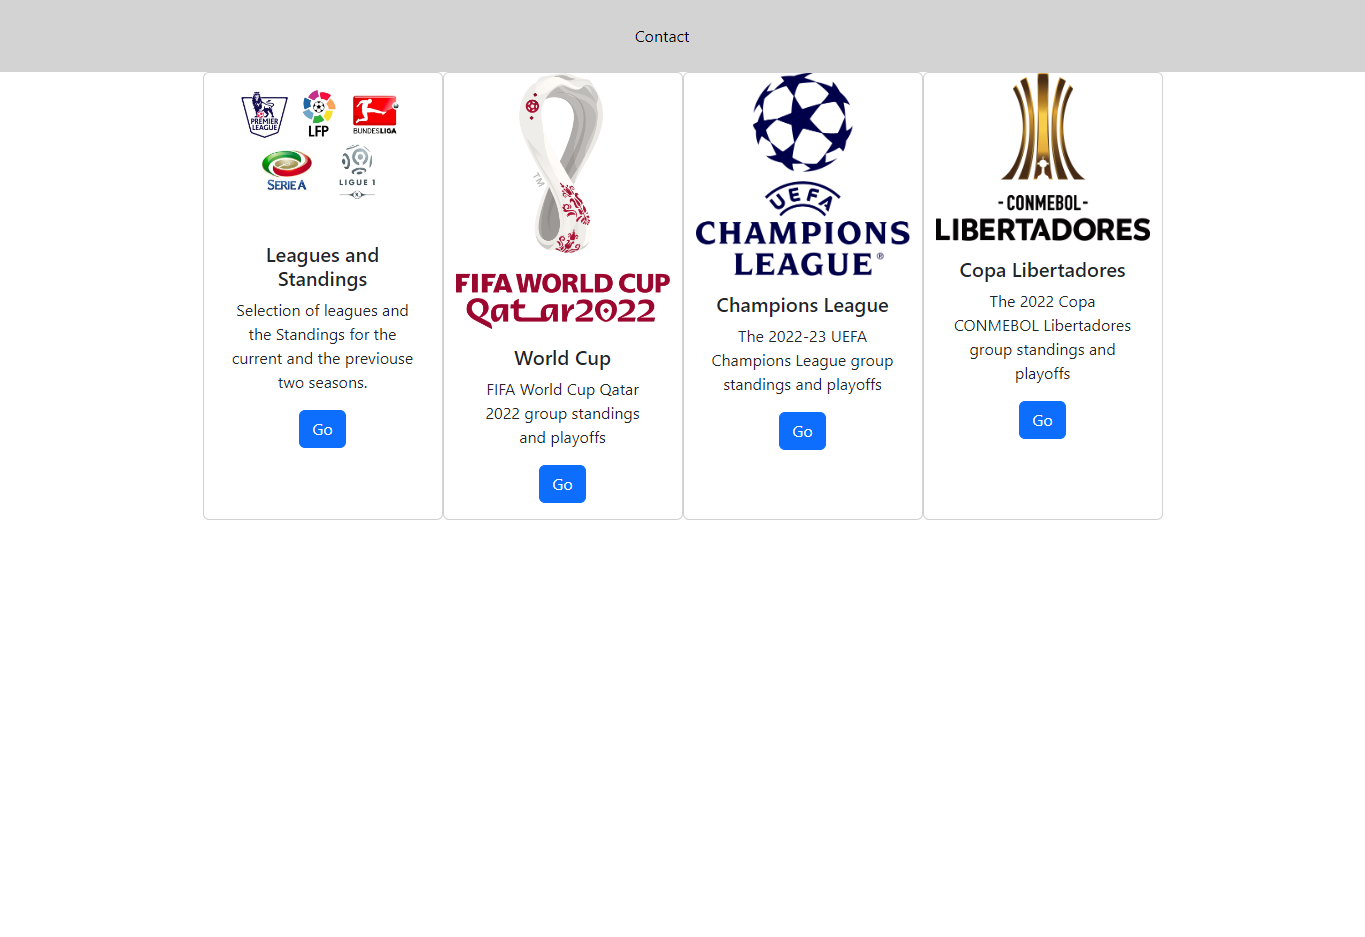 Contact
PREMIER
LEAGUE
LFP
BUNDESLIGA
SERIE A
LIGUE 1
Leagues and
Standings
Selection of leagues and
the Standings for the
current and the previouse
two seasons.
Go
TM
FIFA WORLD CUP
Qatar2022
World Cup
FIFA World Cup Qatar
2022 group standings
and playoffs
Go
UEFA
CHAMPIONS
LEAGUE®
Champions League
The 2022-23 UEFA
Champions League group
standings and playoffs
Go
-CONMEBOL-
LIBERTADORES
Copa Libertadores
The 2022 Copa
CONMEBOL Libertadores
group standings and
playoffs
Go